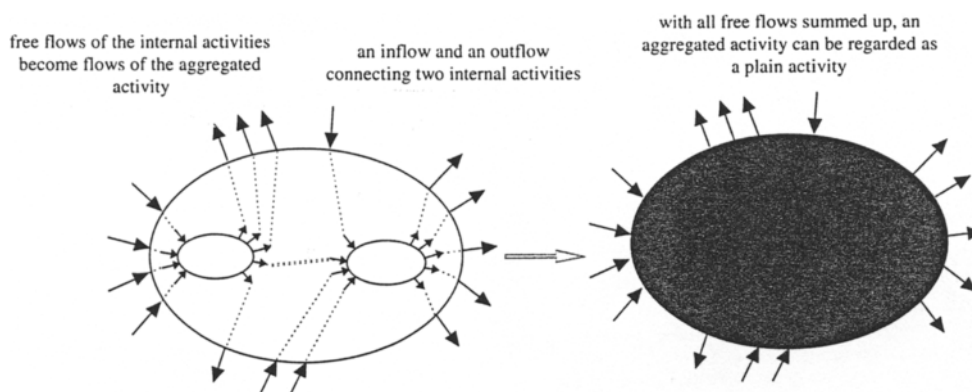 free flows of the internal activities
become flows of the aggregated
activity
an inflow and an outflow
connecting two internal activities
with all free flows summed up, an
aggregated activity can be regarded as
a plain activity